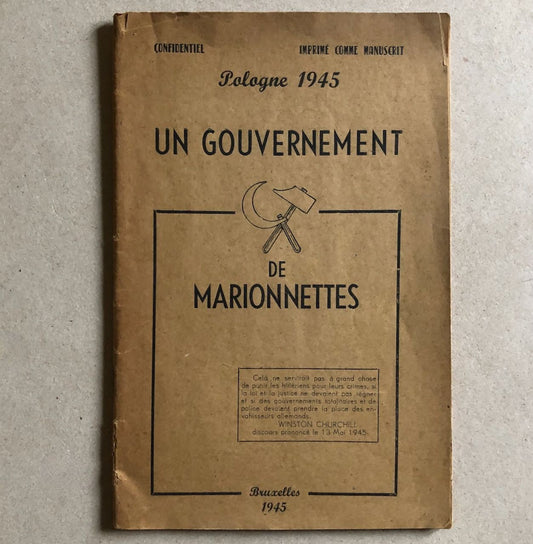 CONFIDENTIEL IMPRIMÉ COMME MANUSCRIT
Pologne 1945
UN GOUVERNEMENT
DE
MARIONNETTES
Celà ne servirait pas à grand chose
de punir les hitlériens pour leurs crimes, si
la loi et la justice ne devaient pas régner
et si des gouvernements totalitaires et de
police devaient prendre la place des en-
vahisseurs allemands.
WINSTON CHURCHILL
discours prononcé le 13 Mai 1945.
Bruxelles
1945